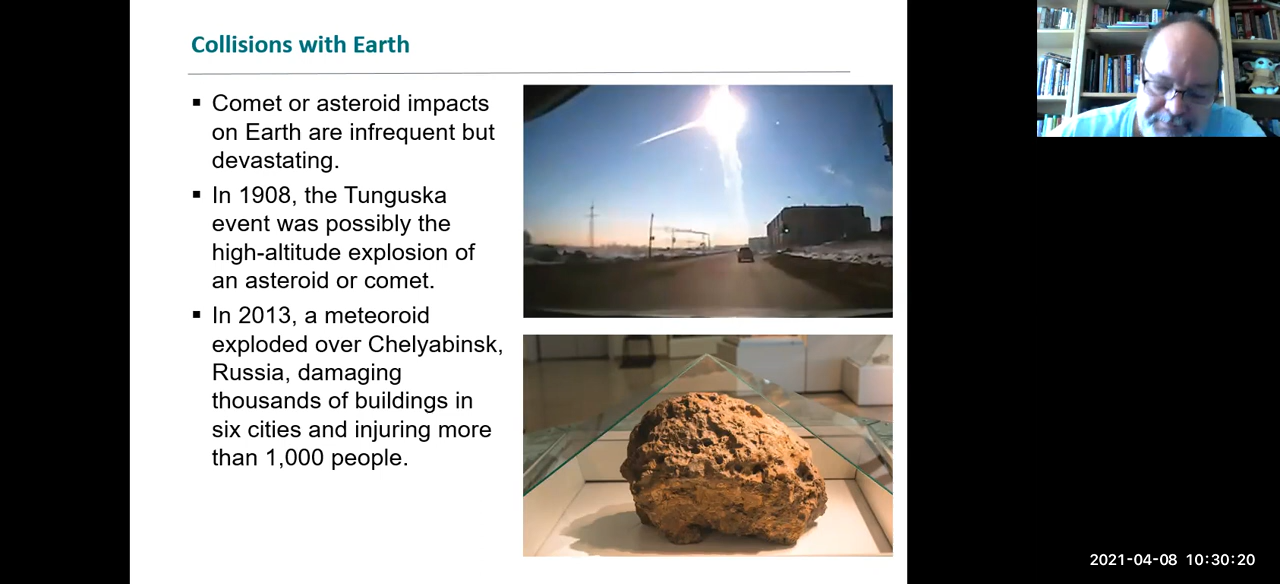 Collisions with Earth
▪ Comet or asteroid impacts
on Earth are infrequent but
devastating.
▪ In 1908, the Tunguska
event was possibly the
high-altitude explosion of
an asteroid or comet.
▪ In 2013, a meteoroid
exploded over Chelyabinsk,
Russia, damaging
thousands of buildings in
six cities and injuring more
than 1,000 people.
2021-04-08 10:30:20